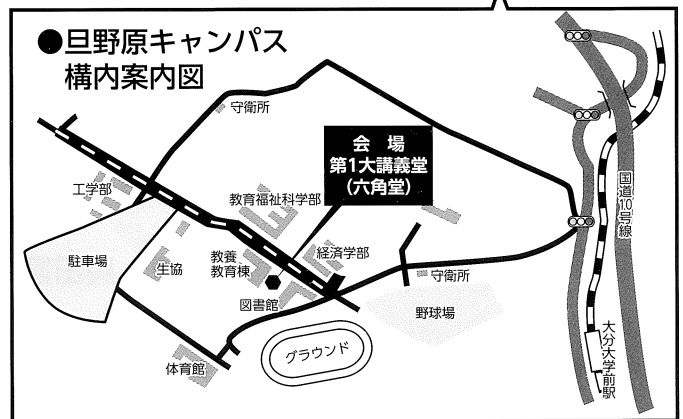 ●旦野原キャンパス
構内案内図
守衛所
会場
第1大講義堂
(六角堂)
工学部
教育福祉科学部
国道10号線
駐車場
生協
教養
教育棟
経済学部
守衛所
図書館
野球場
グラウンド
体育館
大分大学前駅